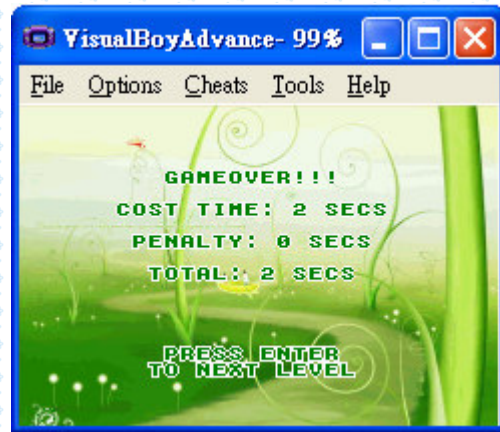 VisualBoyAdvance- 99%
File Options Cheats Tools Help
GAMEOVER!!!
COST TIME: 2 SECS
PENALTY: 0 SECS
TOTAL: 2 SECS
PRESS ENTER
TO NEXT LEVEL